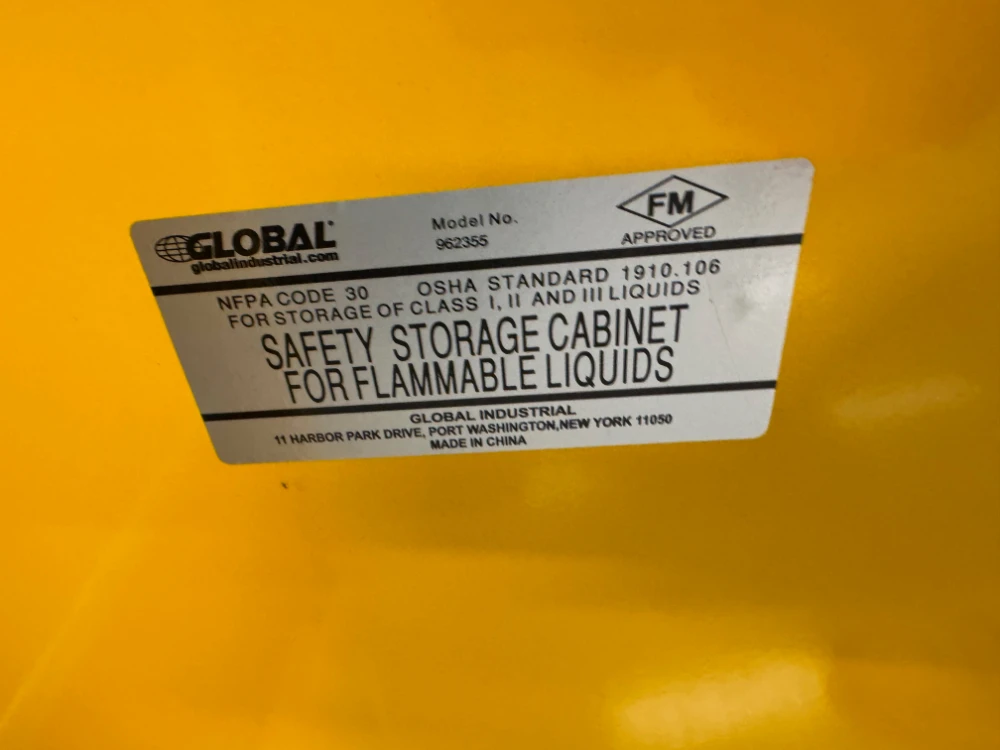 GLOBAL
globalindustrial.com
Model No.
962355
FM
APPROVED
NFPA CODE 30 OSHA STANDARD 1910.106
FOR STORAGE OF CLASS I, II AND III LIQUIDS
SAFETY STORAGE CABINET
FOR FLAMMABLE LIQUIDS
GLOBAL INDUSTRIAL
11 HARBOR PARK DRIVE, PORT WASHINGTON,NEW YORK 11050
MADE IN CHINA